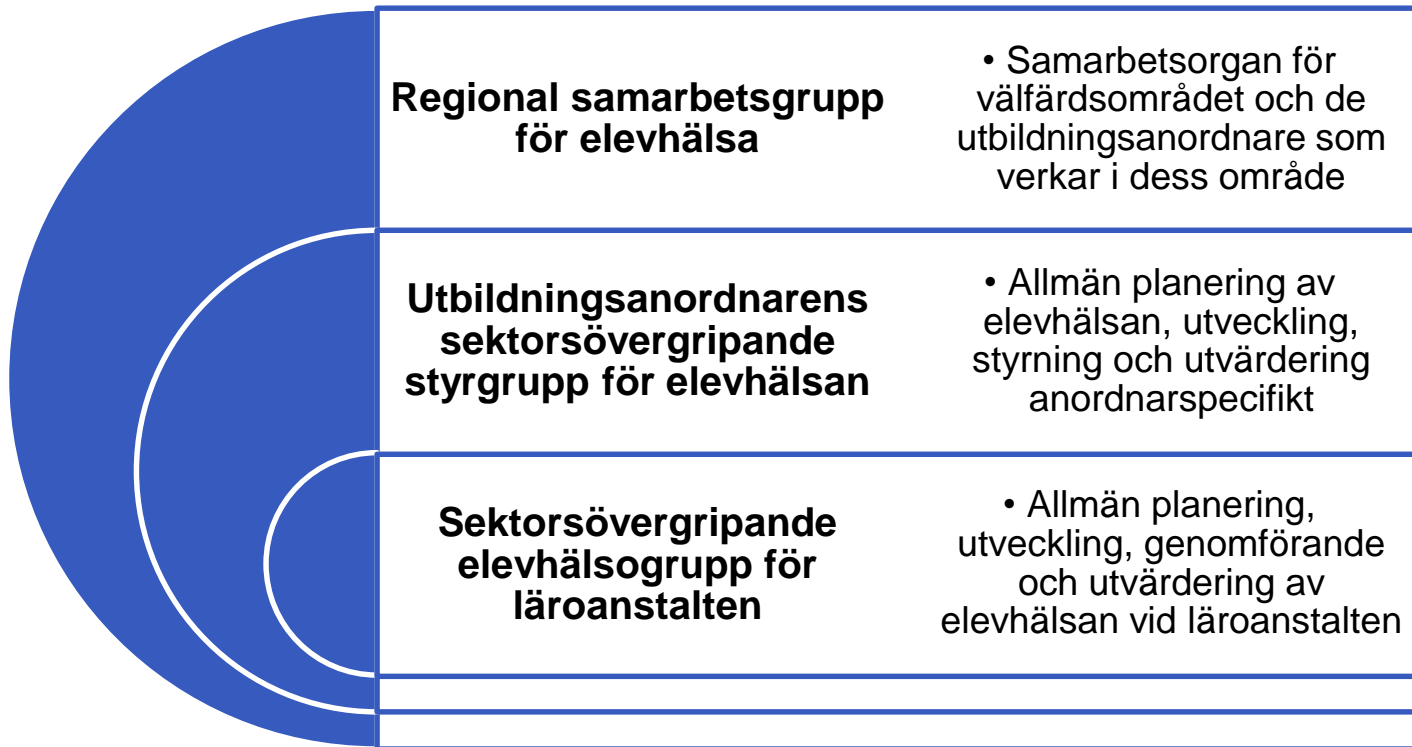 Regional samarbetsgrupp
för elevhälsa
• Samarbetsorgan för
välfärdsområdet och de
utbildningsanordnare som
verkar i dess område
Utbildningsanordnarens
sektorsövergripande
styrgrupp för elevhälsan
• Allmän planering av
elevhälsan, utveckling,
styrning och utvärdering
anordnarspecifikt
Sektorsövergripande
elevhälsogrupp för
läroanstalten
• Allmän planering,
utveckling, genomförande
och utvärdering av
elevhälsan vid läroanstalten